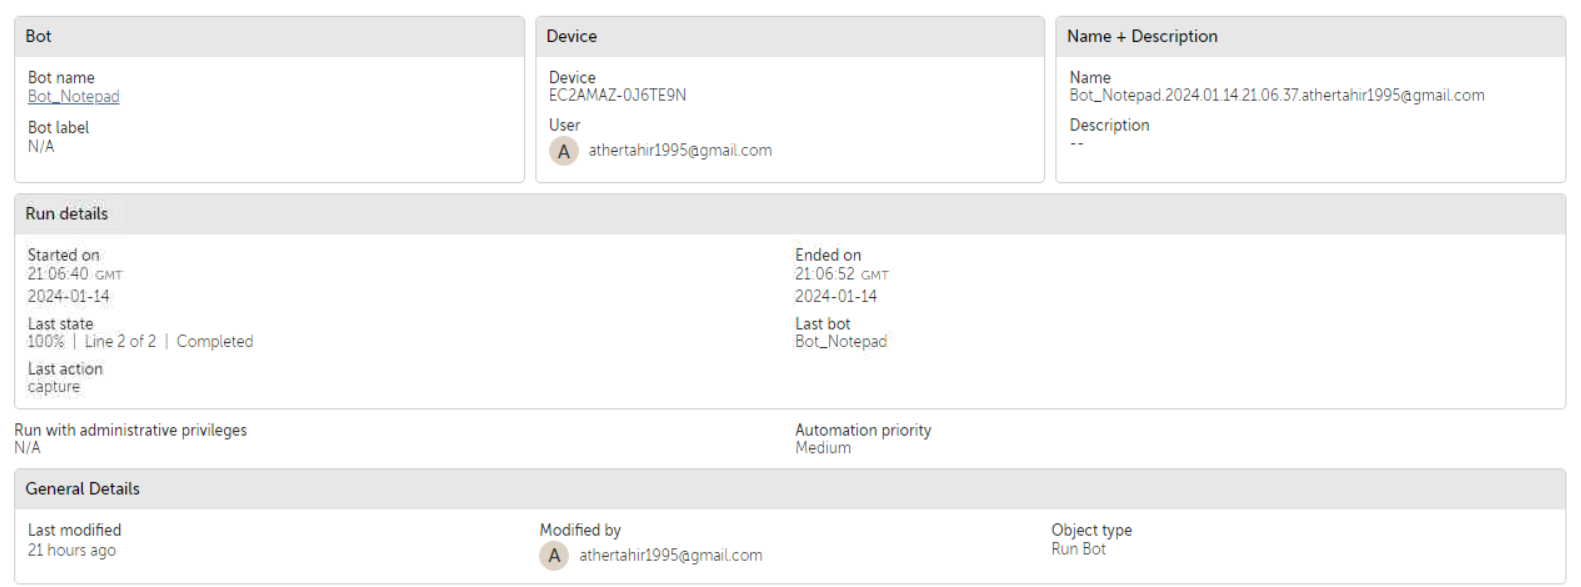 Bot
Bot name
Bot_Notepad
Bot label
N/A
Device
Device
EC2AMAZ-0J6TE9N
User
A athertahir1995@gmail.com
Name + Description
Name
Bot_Notepad.2024.01.14.21.06.37.athertahir1995@gmail.com
Description
--
Run details
Started on
21:06:40 GMT
2024-01-14
Ended on
21:06:52 GMT
2024-01-14
Last state
100% | Line 2 of 2 | Completed
Last bot
Bot_Notepad
Last action
capture
Run with administrative privileges
N/A
Automation priority
Medium
General Details
Last modified
21 hours ago
Modified by
A athertahir1995@gmail.com
Object type
Run Bot